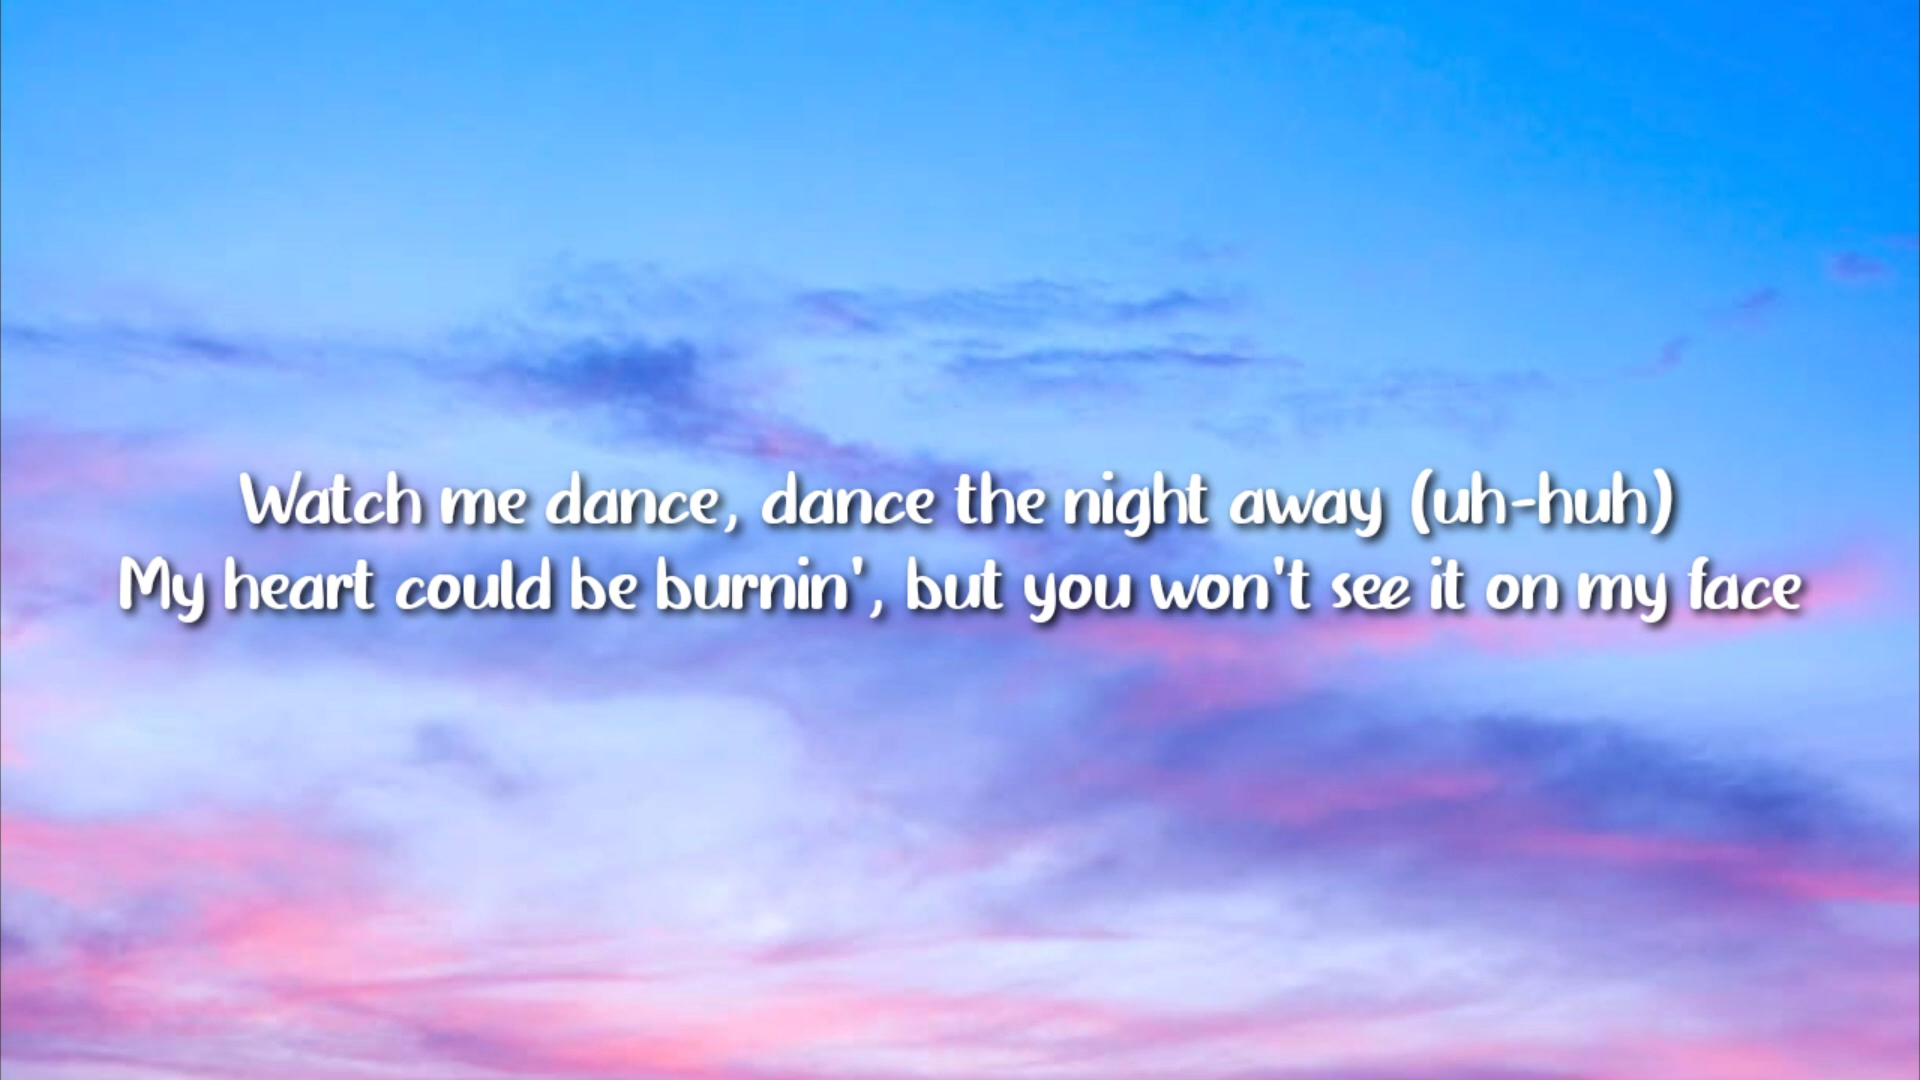 Watch me dance, dance the night away (uh-huh)
My heart could be burnin', but you won't see it on my face